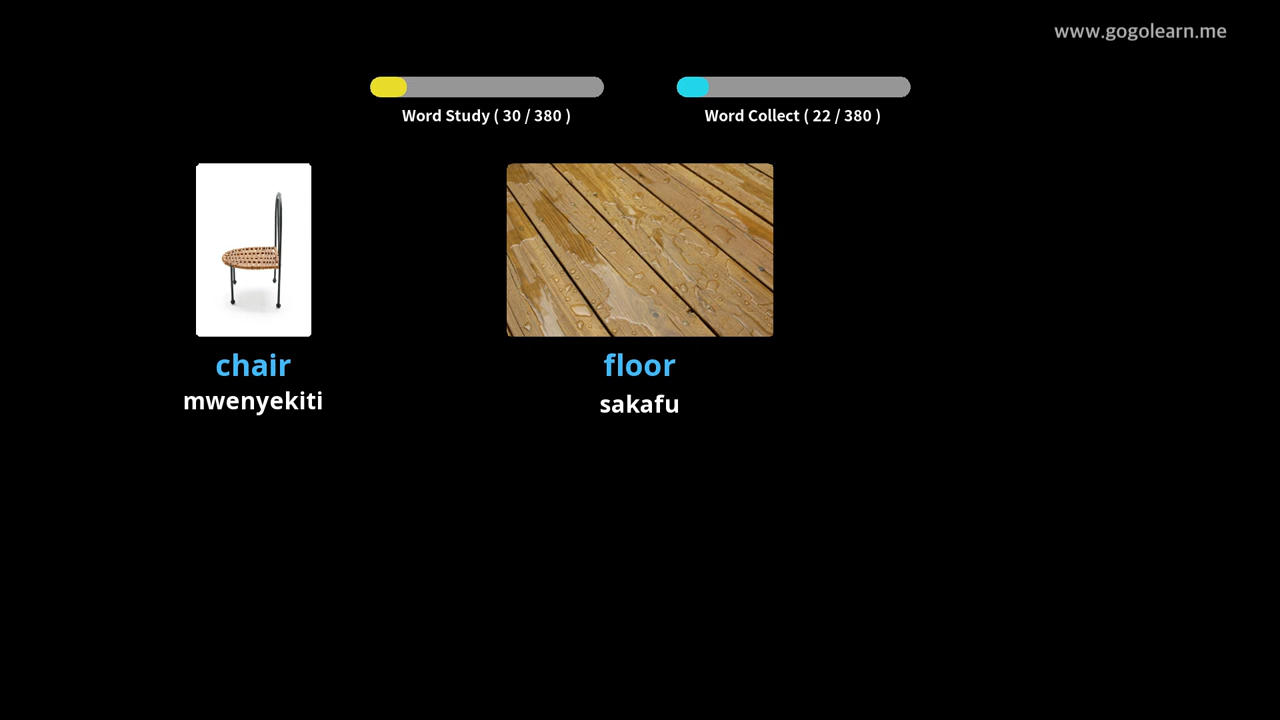 www.gogolearn.me
Word Study ( 30 / 380 )
Word Collect ( 22 / 380 )
chair
mwenyekiti
floor
sakafu